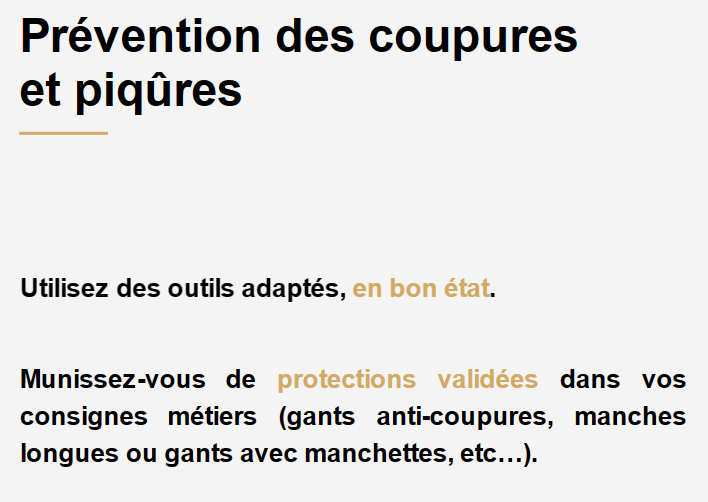 Prévention des coupures
et piqûres
Utilisez des outils adaptés, en bon état.
Munissez-vous de protections validées dans vos
consignes métiers (gants anti-coupures, manches
longues ou gants avec manchettes, etc…).